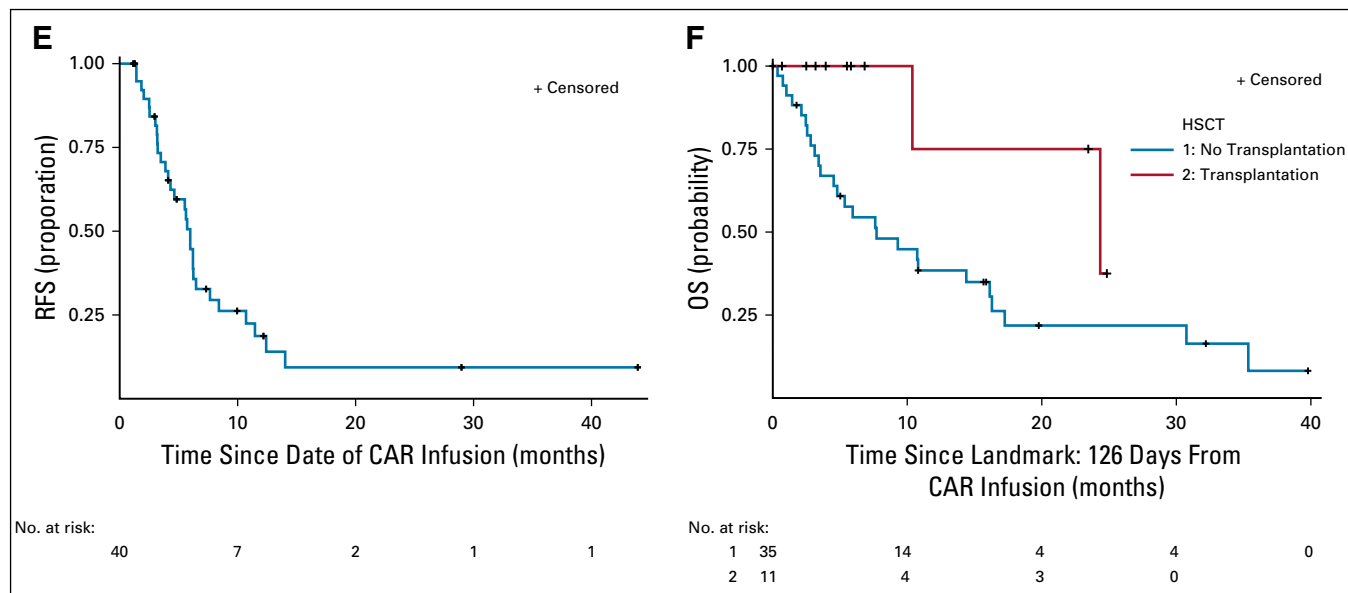 E
1.00
0.75
0.50
0.25
RFS (proporation)
+ Censored
0 10 20 30 40
Time Since Date of CAR Infusion (months)
No. at risk:
40 7 2 1 1
F
1.00
0.75
0.50
0.25
OS (probability)
+ Censored
HSCT
1: No Transplantation
2: Transplantation
0 10 20 30 40
Time Since Landmark: 126 Days From
CAR Infusion (months)
No. at risk:
1 35 14 4 4 0
2 11 4 3 0